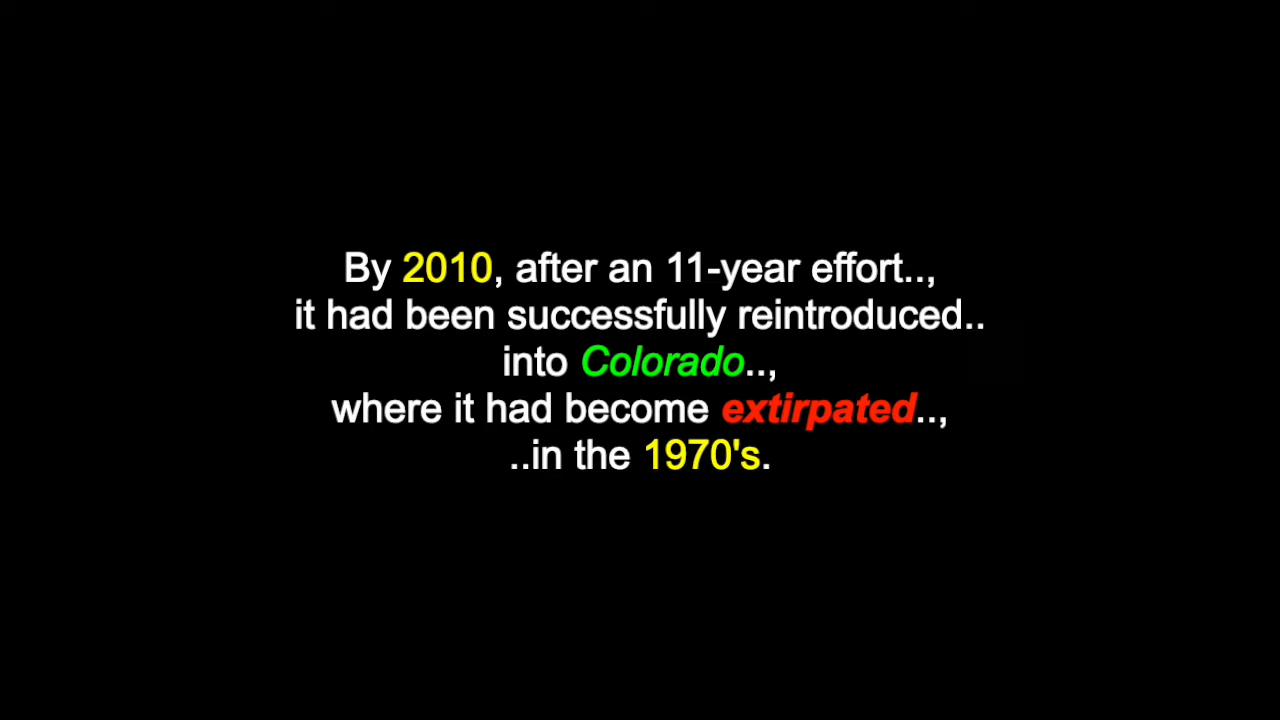 By 2010, after an 11-year effort..,
it had been successfully reintroduced..
into Colorado..,
where it had become extirpated..,
..in the 1970's.